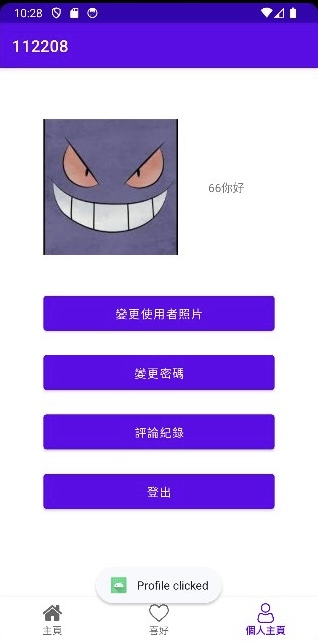 10:28
112208
66你好
變更使用者照片
變更密碼
評論紀錄
登出
Profile clicked
主頁
喜好
個人主頁